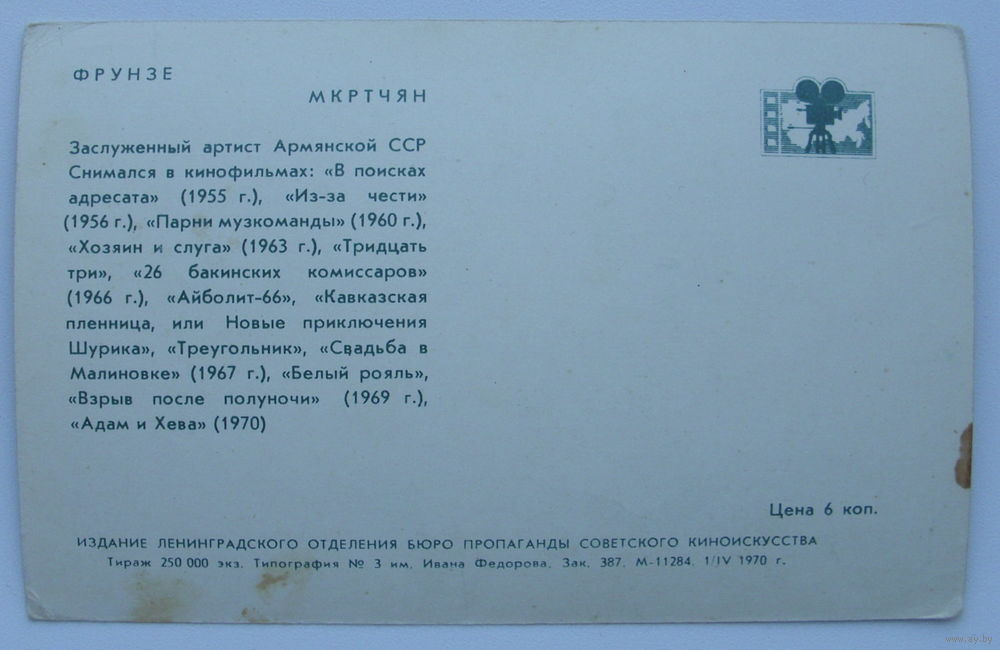 ФРУНЗЕ
МКРТЧЯН
Заслуженный артист Армянской ССР
Снимался в кинофильмах: «В поисках
адресата» (1955 г.), «Из-за чести»
(1956 г.), «Парни музкоманды» (1960 г.),
«Хозяин и слуга» (1963 г.), «Тридцать
три», «26 бакинских комиссаров»
(1966 г.), «Айболит-66», «Кавказская
пленница, или Новые приключения
Шурика», «Треугольник», «Свадьба в
Малиновке» (1967 г.), «Белый рояль»,
«Взрыв после полуночи» (1969 г.),
«Адам и Хева» (1970)
Цена 6 коп.
ИЗДАНИЕ ЛЕНИНГРАДСКОГО ОТДЕЛЕНИЯ БЮРО ПРОПАГАНДЫ СОВЕТСКОГО КИНОИСКУССТВА
Тираж 250 000 экз. Типография № 3 им. Ивана Федорова. Зак. 387. М-11284. 1/IV 1970 г.
www.ay.by